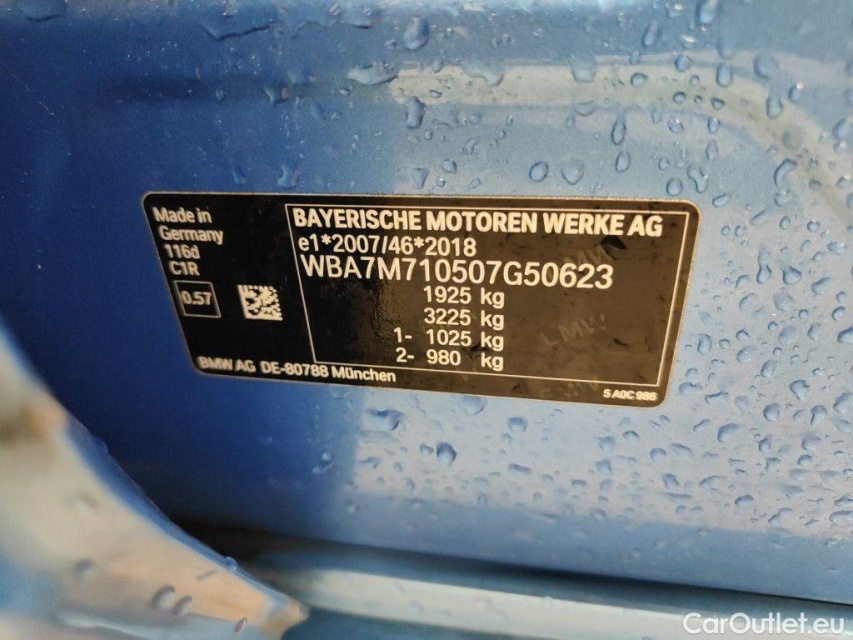 Made in
Germany
116d
C1R
0.57
BAYERISCHE MOTOREN WERKE AG
e1*2007/46*2018
WBA7M710507G50623
1925 kg
3225 kg
1- 1025 kg
2- 980 kg
BMW AG DE-80788 München
5 A0C 986
CarOutlet.eu